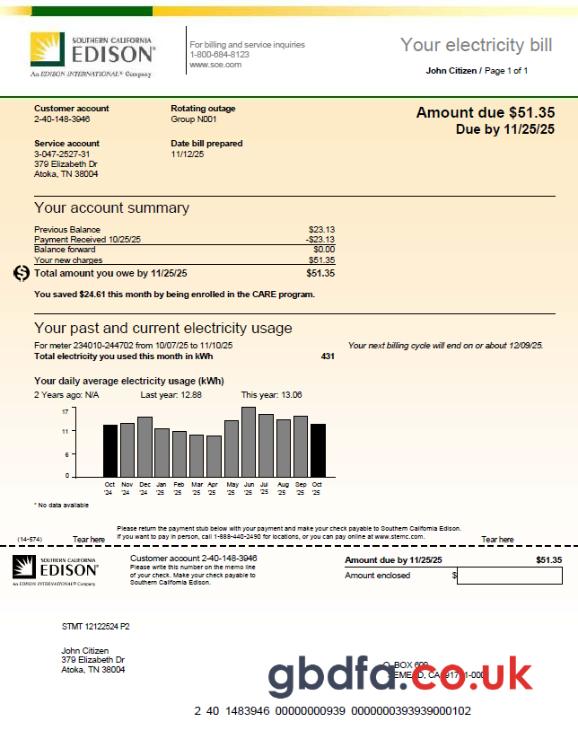 SOUTHERN CALIFORNIA
EDISON®
An EDISON INTERNATIONAL® Company
For billing and service inquiries
1-800-684-8123
www.sce.com
Your electricity bill
John Citizen / Page 1 of 1
Customer account
2-40-148-3946
Rotating outage
Group N001
Amount due $51.35
Due by 11/25/25
Service account
3-047-2527-31
379 Elizabeth Dr
Atoka, TN 38004
Date bill prepared
11/12/25
Your account summary
Previous Balance $23.13
Payment Received 10/25/25 -$23.13
Balance forward $0.00
Your new charges $51.35
Total amount you owe by 11/25/25 $51.35
You saved $24.61 this month by being enrolled in the CARE program.
Your past and current electricity usage
For meter 234010-244702 from 10/07/25 to 11/10/25 Your next billing cycle will end on or about 12/09/25.
Total electricity you used this month in kWh 431
Your daily average electricity usage (kWh)
2 Years ago: N/A Last year: 12.88 This year: 13.06
17
11
6
0
Oct Nov Dec Jan Feb Mar Apr May Jun Jul Aug Sep Oct
'24 '24 '24 '25 '25 '25 '25 '25 '25 '25 '25 '25 '25
* No data available
Please return the payment stub below with your payment and make your check payable to Southern California Edison.
(14-574) Tear here If you want to pay in person, call 1-888-440-2490 for locations, or you can pay online at www.sternc.com. Tear here
SOUTHERN CALIFORNIA
EDISON®
An EDISON INTERNATIONAL® Company
Customer account 2-40-148-3946
Please write this number on the memo line
of your check. Make your check payable to
Southern California Edison.
Amount due by 11/25/25 $51.35
Amount enclosed $
STMT 12122524 P2
John Citizen
379 Elizabeth Dr
Atoka, TN 38004
BOX
CA
gbdfa.co.uk
2 40 1483946 00000000939 0000000393939000102